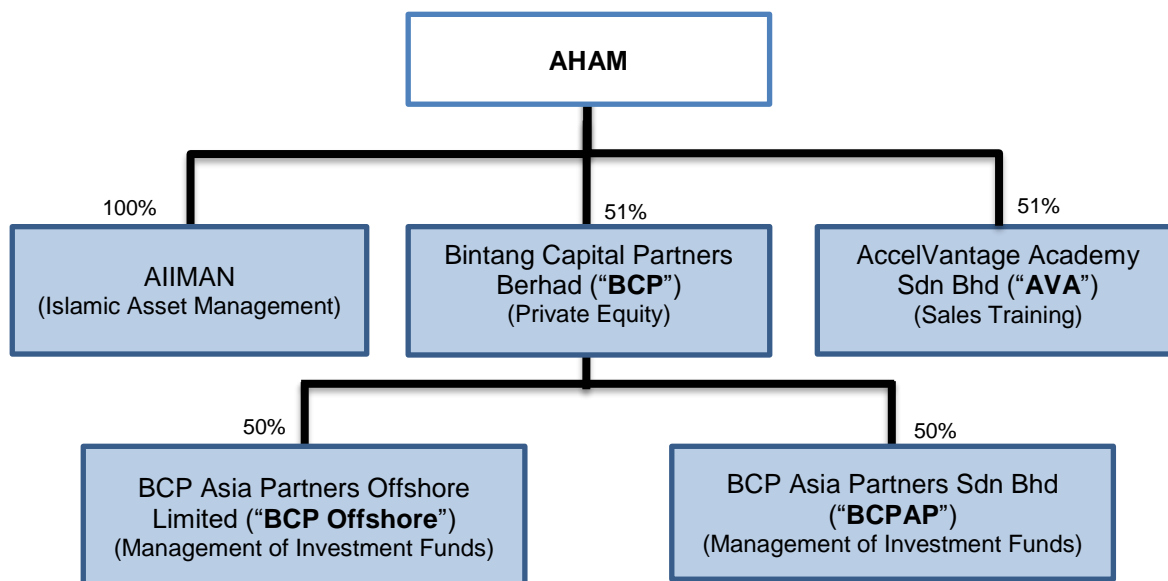 AHAM
100%
51%
51%
AIIMAN
(Islamic Asset Management)
Bintang Capital Partners
Berhad (“BCP”)
(Private Equity)
AccelVantage Academy
Sdn Bhd (“AVA”)
(Sales Training)
50%
50%
BCP Asia Partners Offshore
Limited (“BCP Offshore”)
(Management of Investment Funds)
BCP Asia Partners Sdn Bhd
(“BCPAP”)
(Management of Investment Funds)